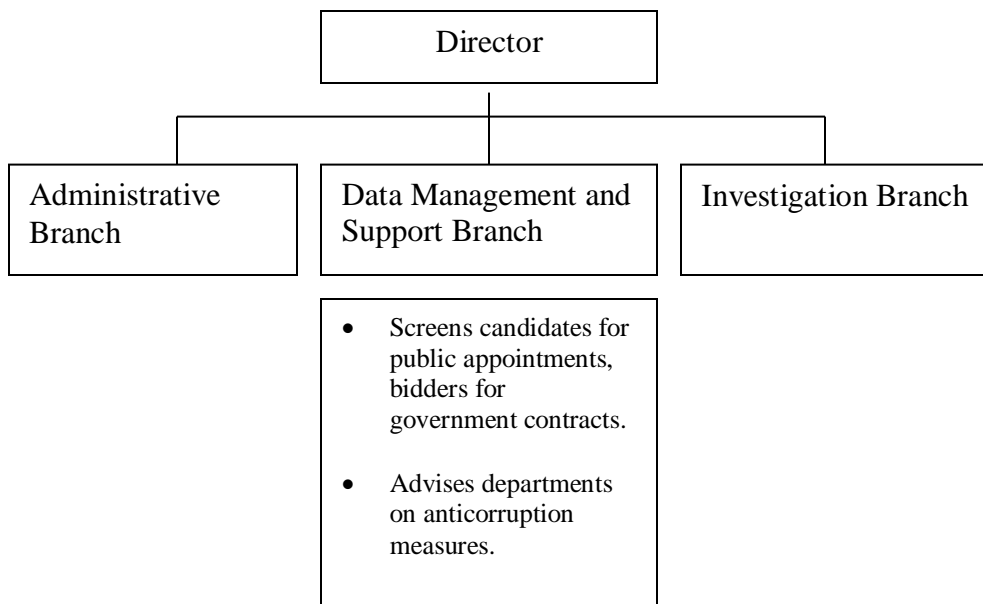 Director
Administrative
Branch
Data Management and
Support Branch
Investigation Branch
• Screens candidates for
public appointments,
bidders for
government contracts.
• Advises departments
on anticorruption
measures.